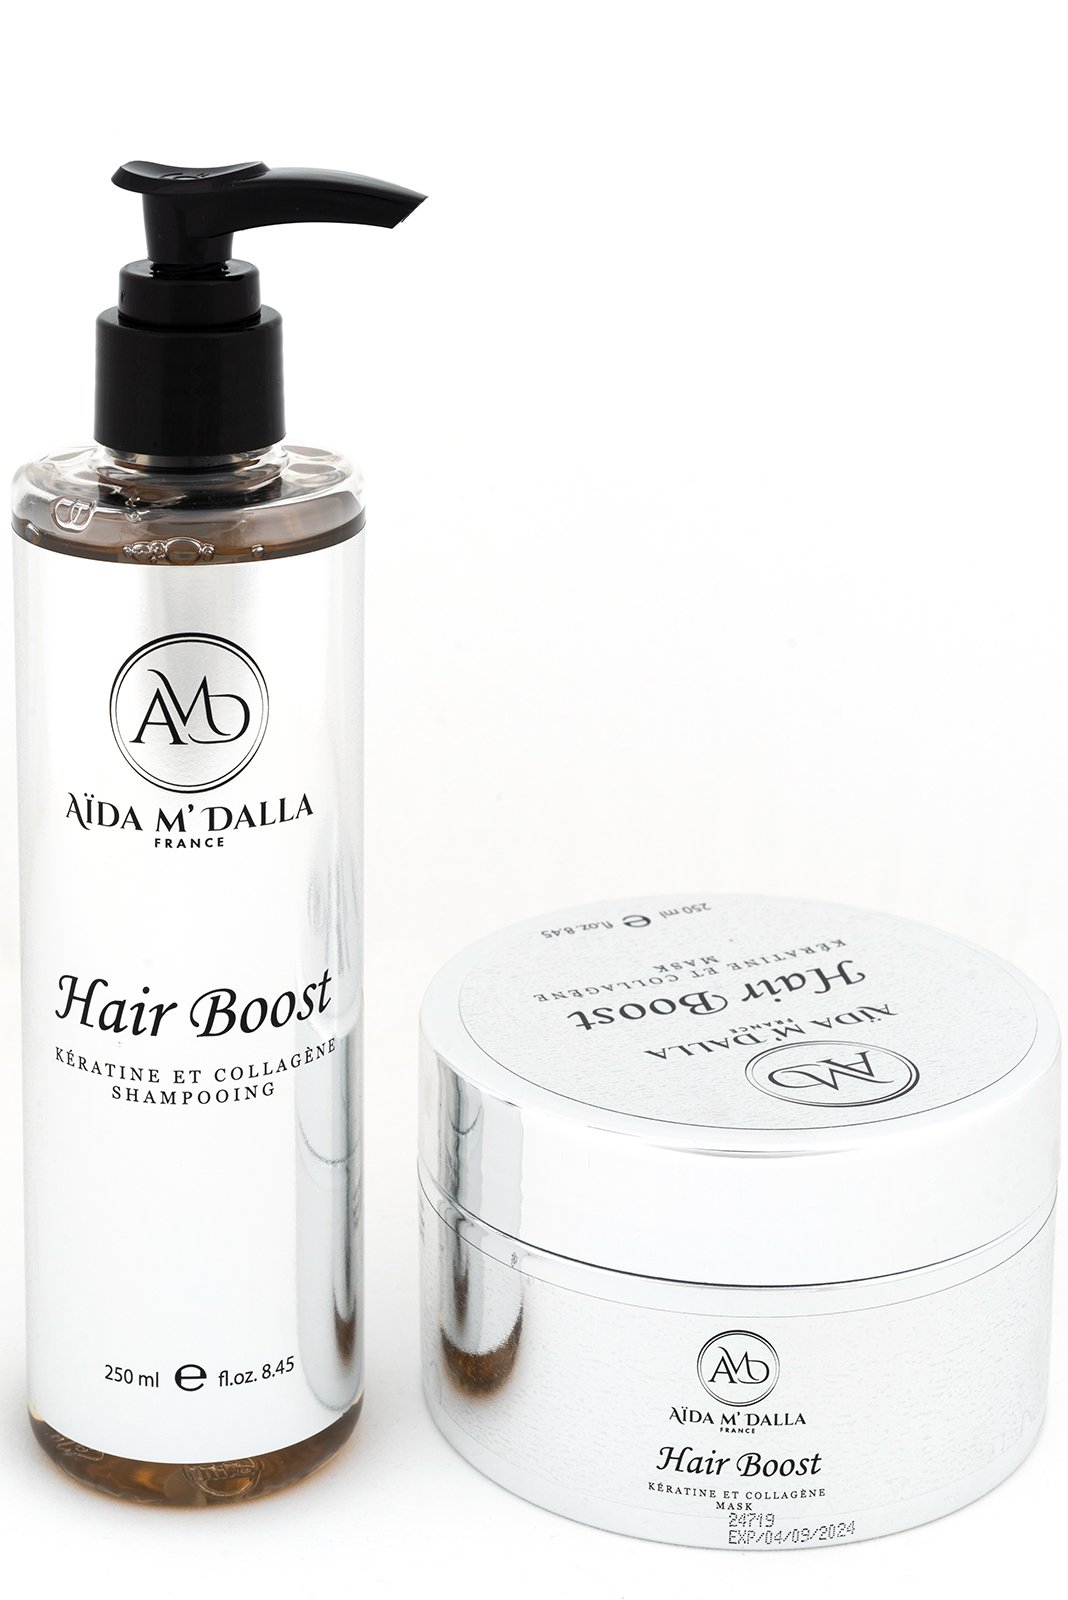 AMD
AÏDA M' DALLA
FRANCE
Hair Boost
KÉRATINE ET COLLAGÈNE
SHAMPOOING
250 ml e fl.oz. 8.45
AMD
AÏDA M' DALLA
FRANCE
Hair Boost
KÉRATINE ET COLLAGÈNE
MASK
250 ml e fl.oz. 8.45
AMD
AÏDA M' DALLA
FRANCE
Hair Boost
KÉRATINE ET COLLAGÈNE
MASK
24719
EXP/04/09/2024